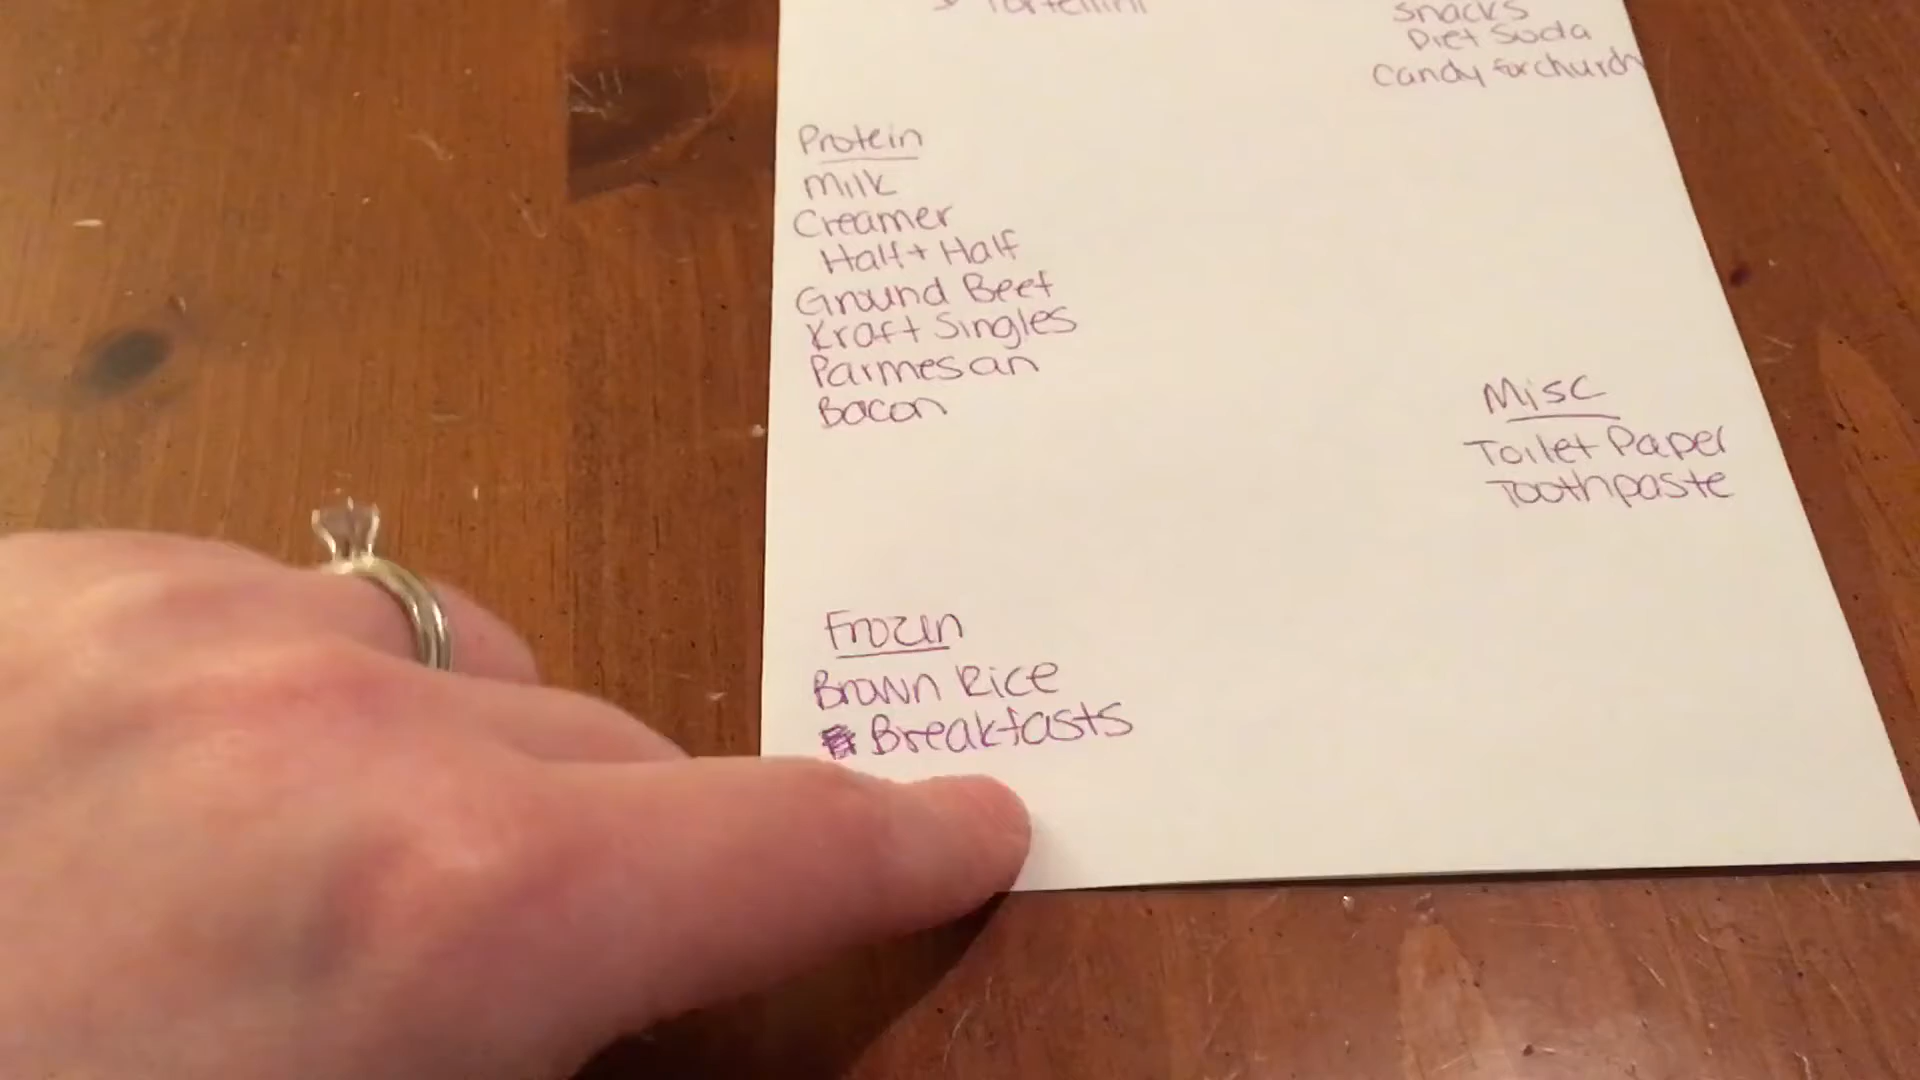 Tortellini
Snacks
Diet Soda
Candy for church
Protein
Milk
Creamer
Half + Half
Ground Beef
Kraft Singles
Parmesan
Bacon
Misc
Toilet Paper
Toothpaste
Frozen
Brown Rice
Breakfasts